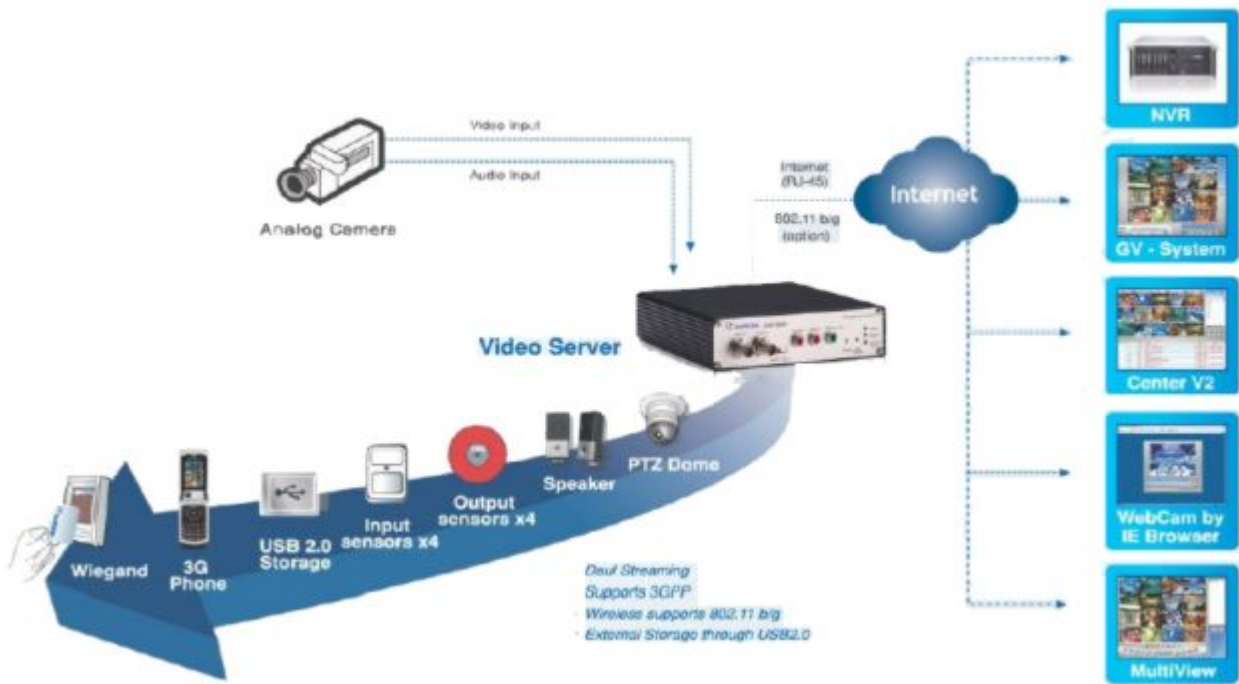 Video Input
Audio Input
Analog Camera
Internet
(RJ-45)
802.11 b/g
(option)
Internet
NVR
GV - System
Center V2
WebCam by
IE Browser
MultiView
Video Server
PTZ Dome
Speaker
Output
sensors x4
Input
sensors x4
USB 2.0
Storage
3G
Phone
Wiegand
Daul Streaming
Supports 3GPP
· Wireless supports 802.11 b/g
· External Storage through USB2.0